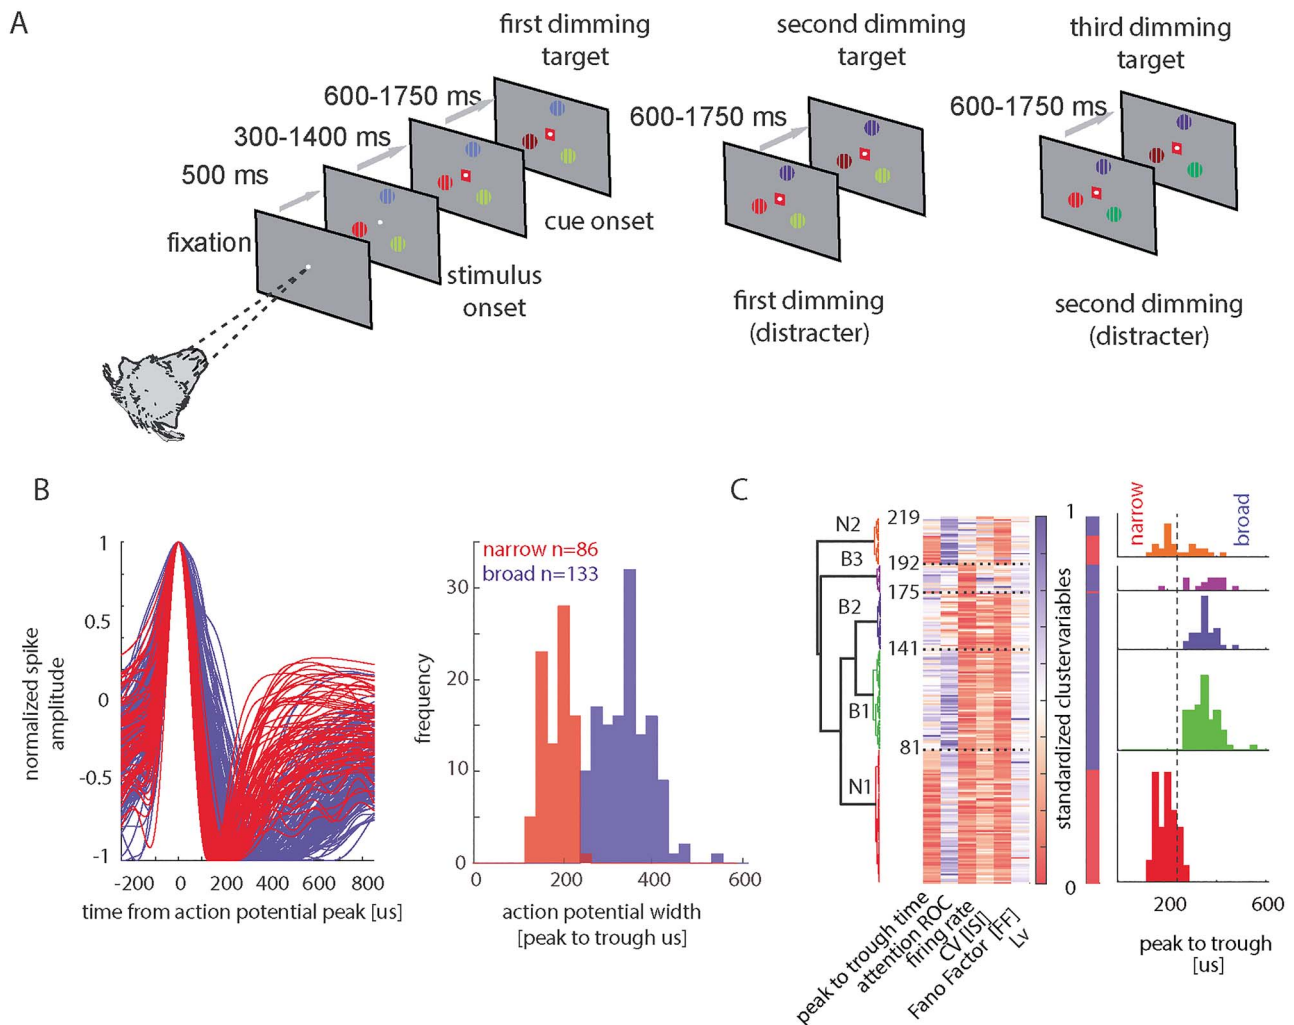 A
first dimming
target
second dimming
target
third dimming
target
600-1750 ms
300-1400 ms
500 ms
600-1750 ms
600-1750 ms
fixation
stimulus
onset
cue onset
first dimming
(distracter)
second dimming
(distracter)
B
normalized spike
amplitude
1
0.5
0
-0.5
-1
-200 0 200 400 600 800
time from action potential peak [us]
narrow n=86
broad n=133
frequency
30
20
10
0
0 200 400 600
action potential width
[peak to trough us]
C
N2
B3
B2
B1
N1
219
192
175
141
81
peak to trough time
attention ROC
firing rate
CV [ISI]
Fano Factor [FF]
Lv
standardized clustervariables
1
0
narrow
broad
200 600
peak to trough
[us]